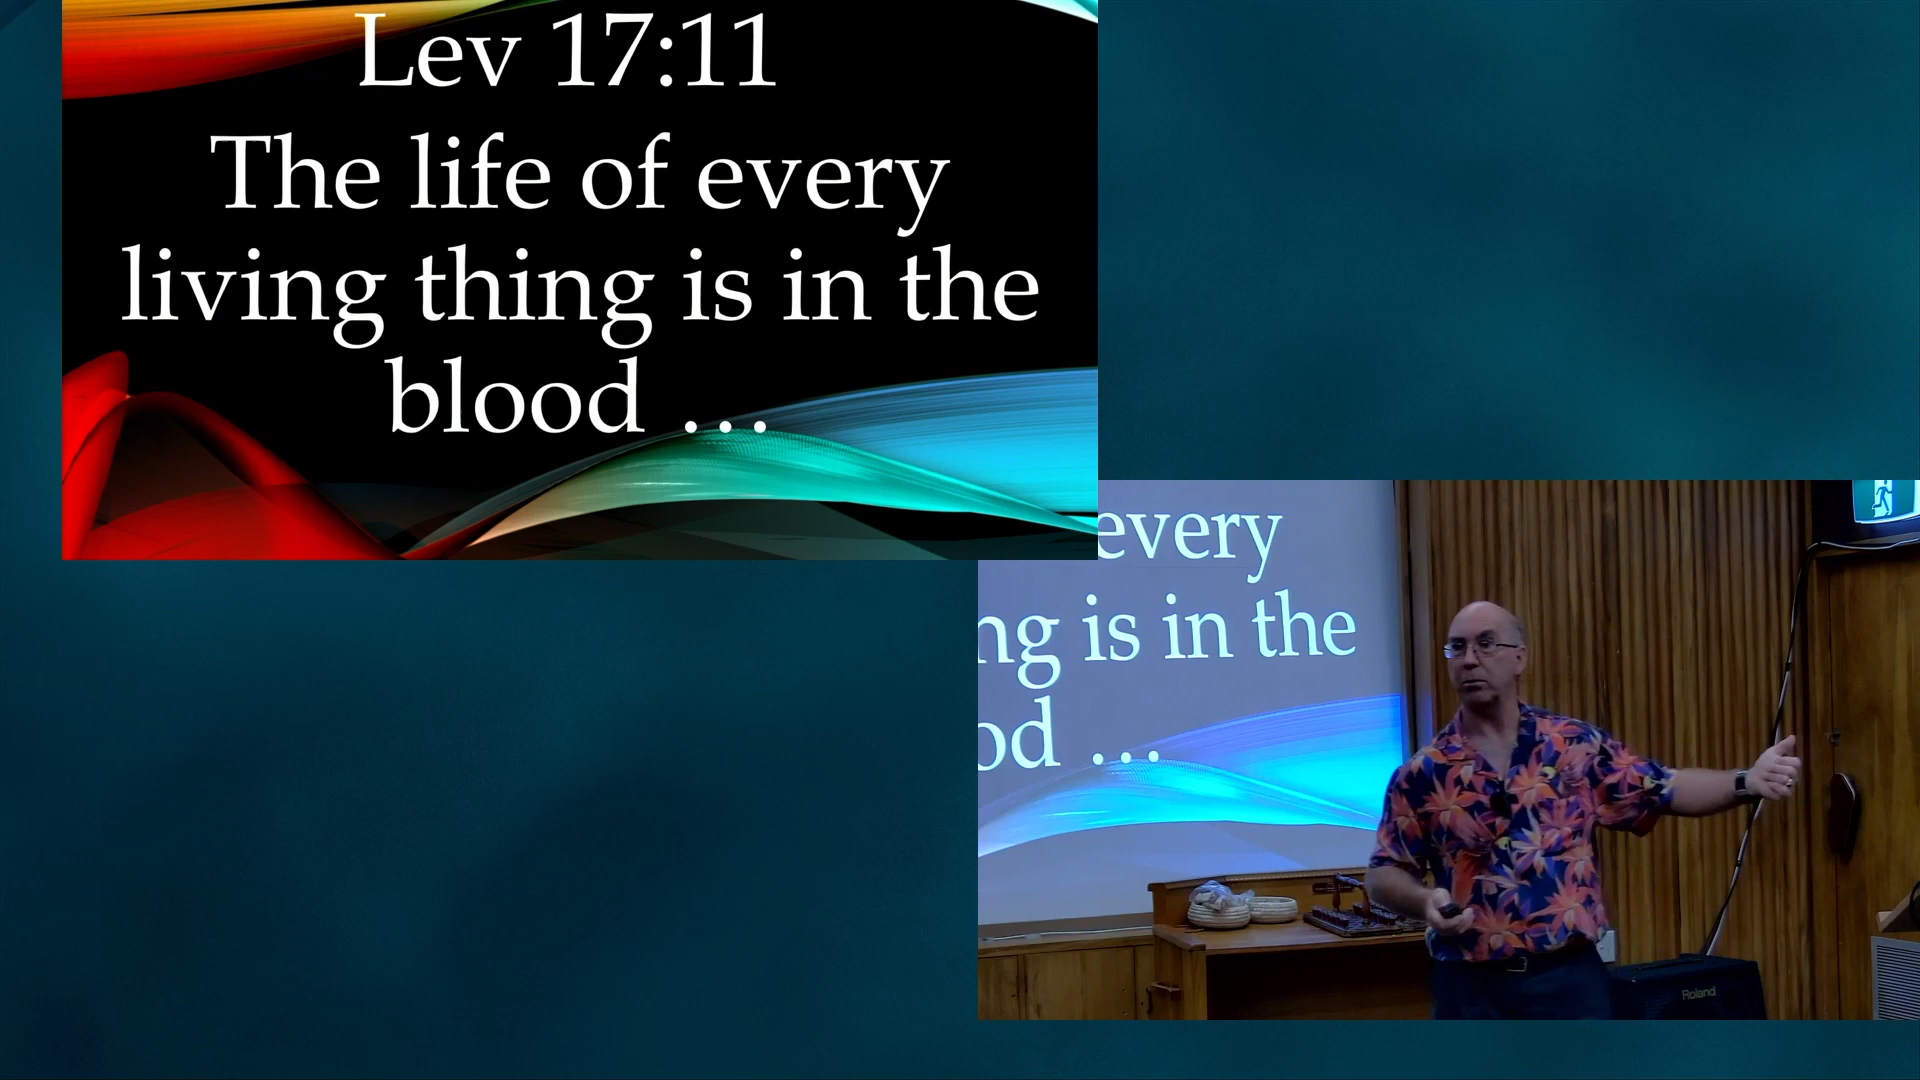 Lev 17:11
The life of every
living thing is in the
blood ...
every
ng is in the
od ...
Roland